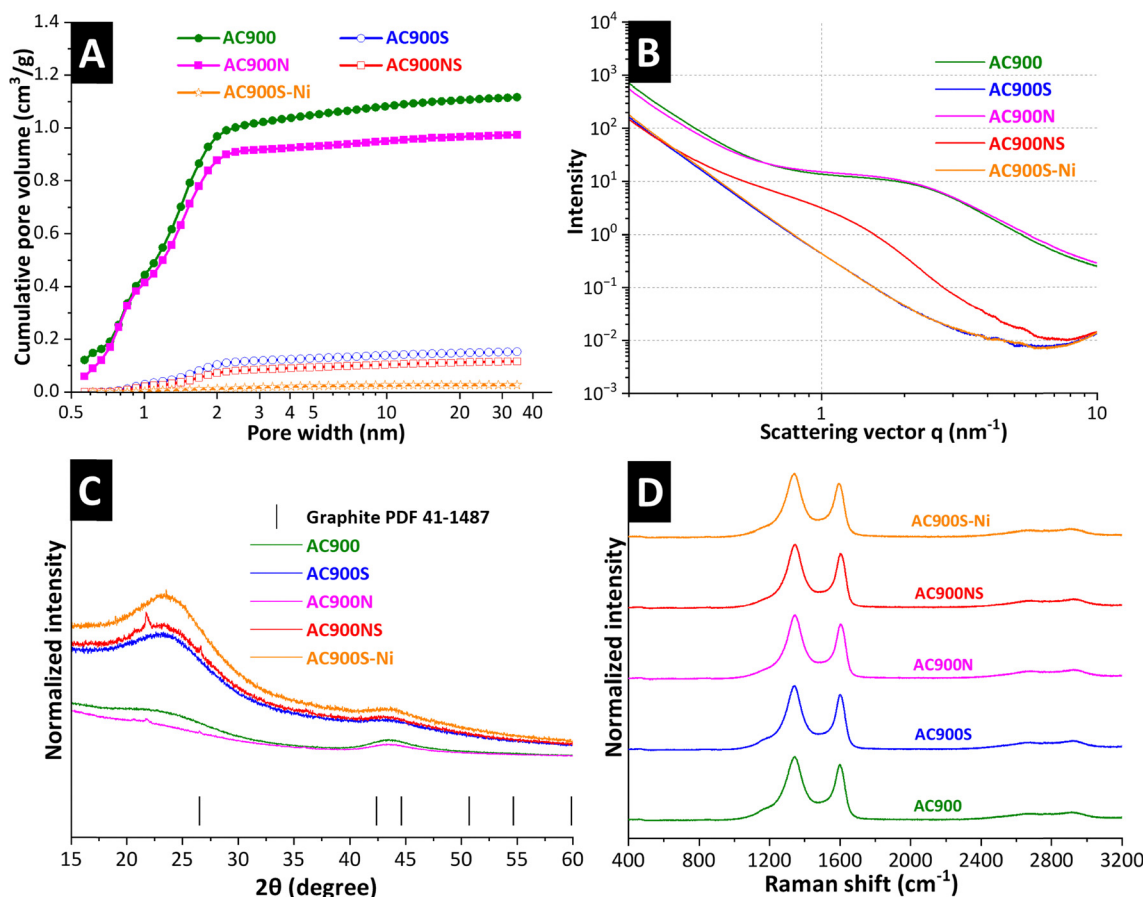 A
AC900
AC900S
AC900N
AC900NS
AC900S-Ni
Cumulative pore volume (cm³/g)
1.4
1.2
1.0
0.8
0.6
0.4
0.2
0.0
0.5 1 2 3 4 5 10 20 30 40
Pore width (nm)
B
AC900
AC900S
AC900N
AC900NS
AC900S-Ni
Intensity
10⁵
10⁴
10³
10²
10¹
10⁰
10⁻¹
10⁻²
10⁻³
1 10
Scattering vector q (nm⁻¹)
C
Graphite PDF 41-1487
AC900
AC900S
AC900N
AC900NS
AC900S-Ni
Normalized intensity
15 20 25 30 35 40 45 50 55 60
2θ (degree)
D
AC900S-Ni
AC900NS
AC900N
AC900S
AC900
Normalized intensity
400 1200 1600 2000 2400 2800 3200
Raman shift (cm⁻¹)